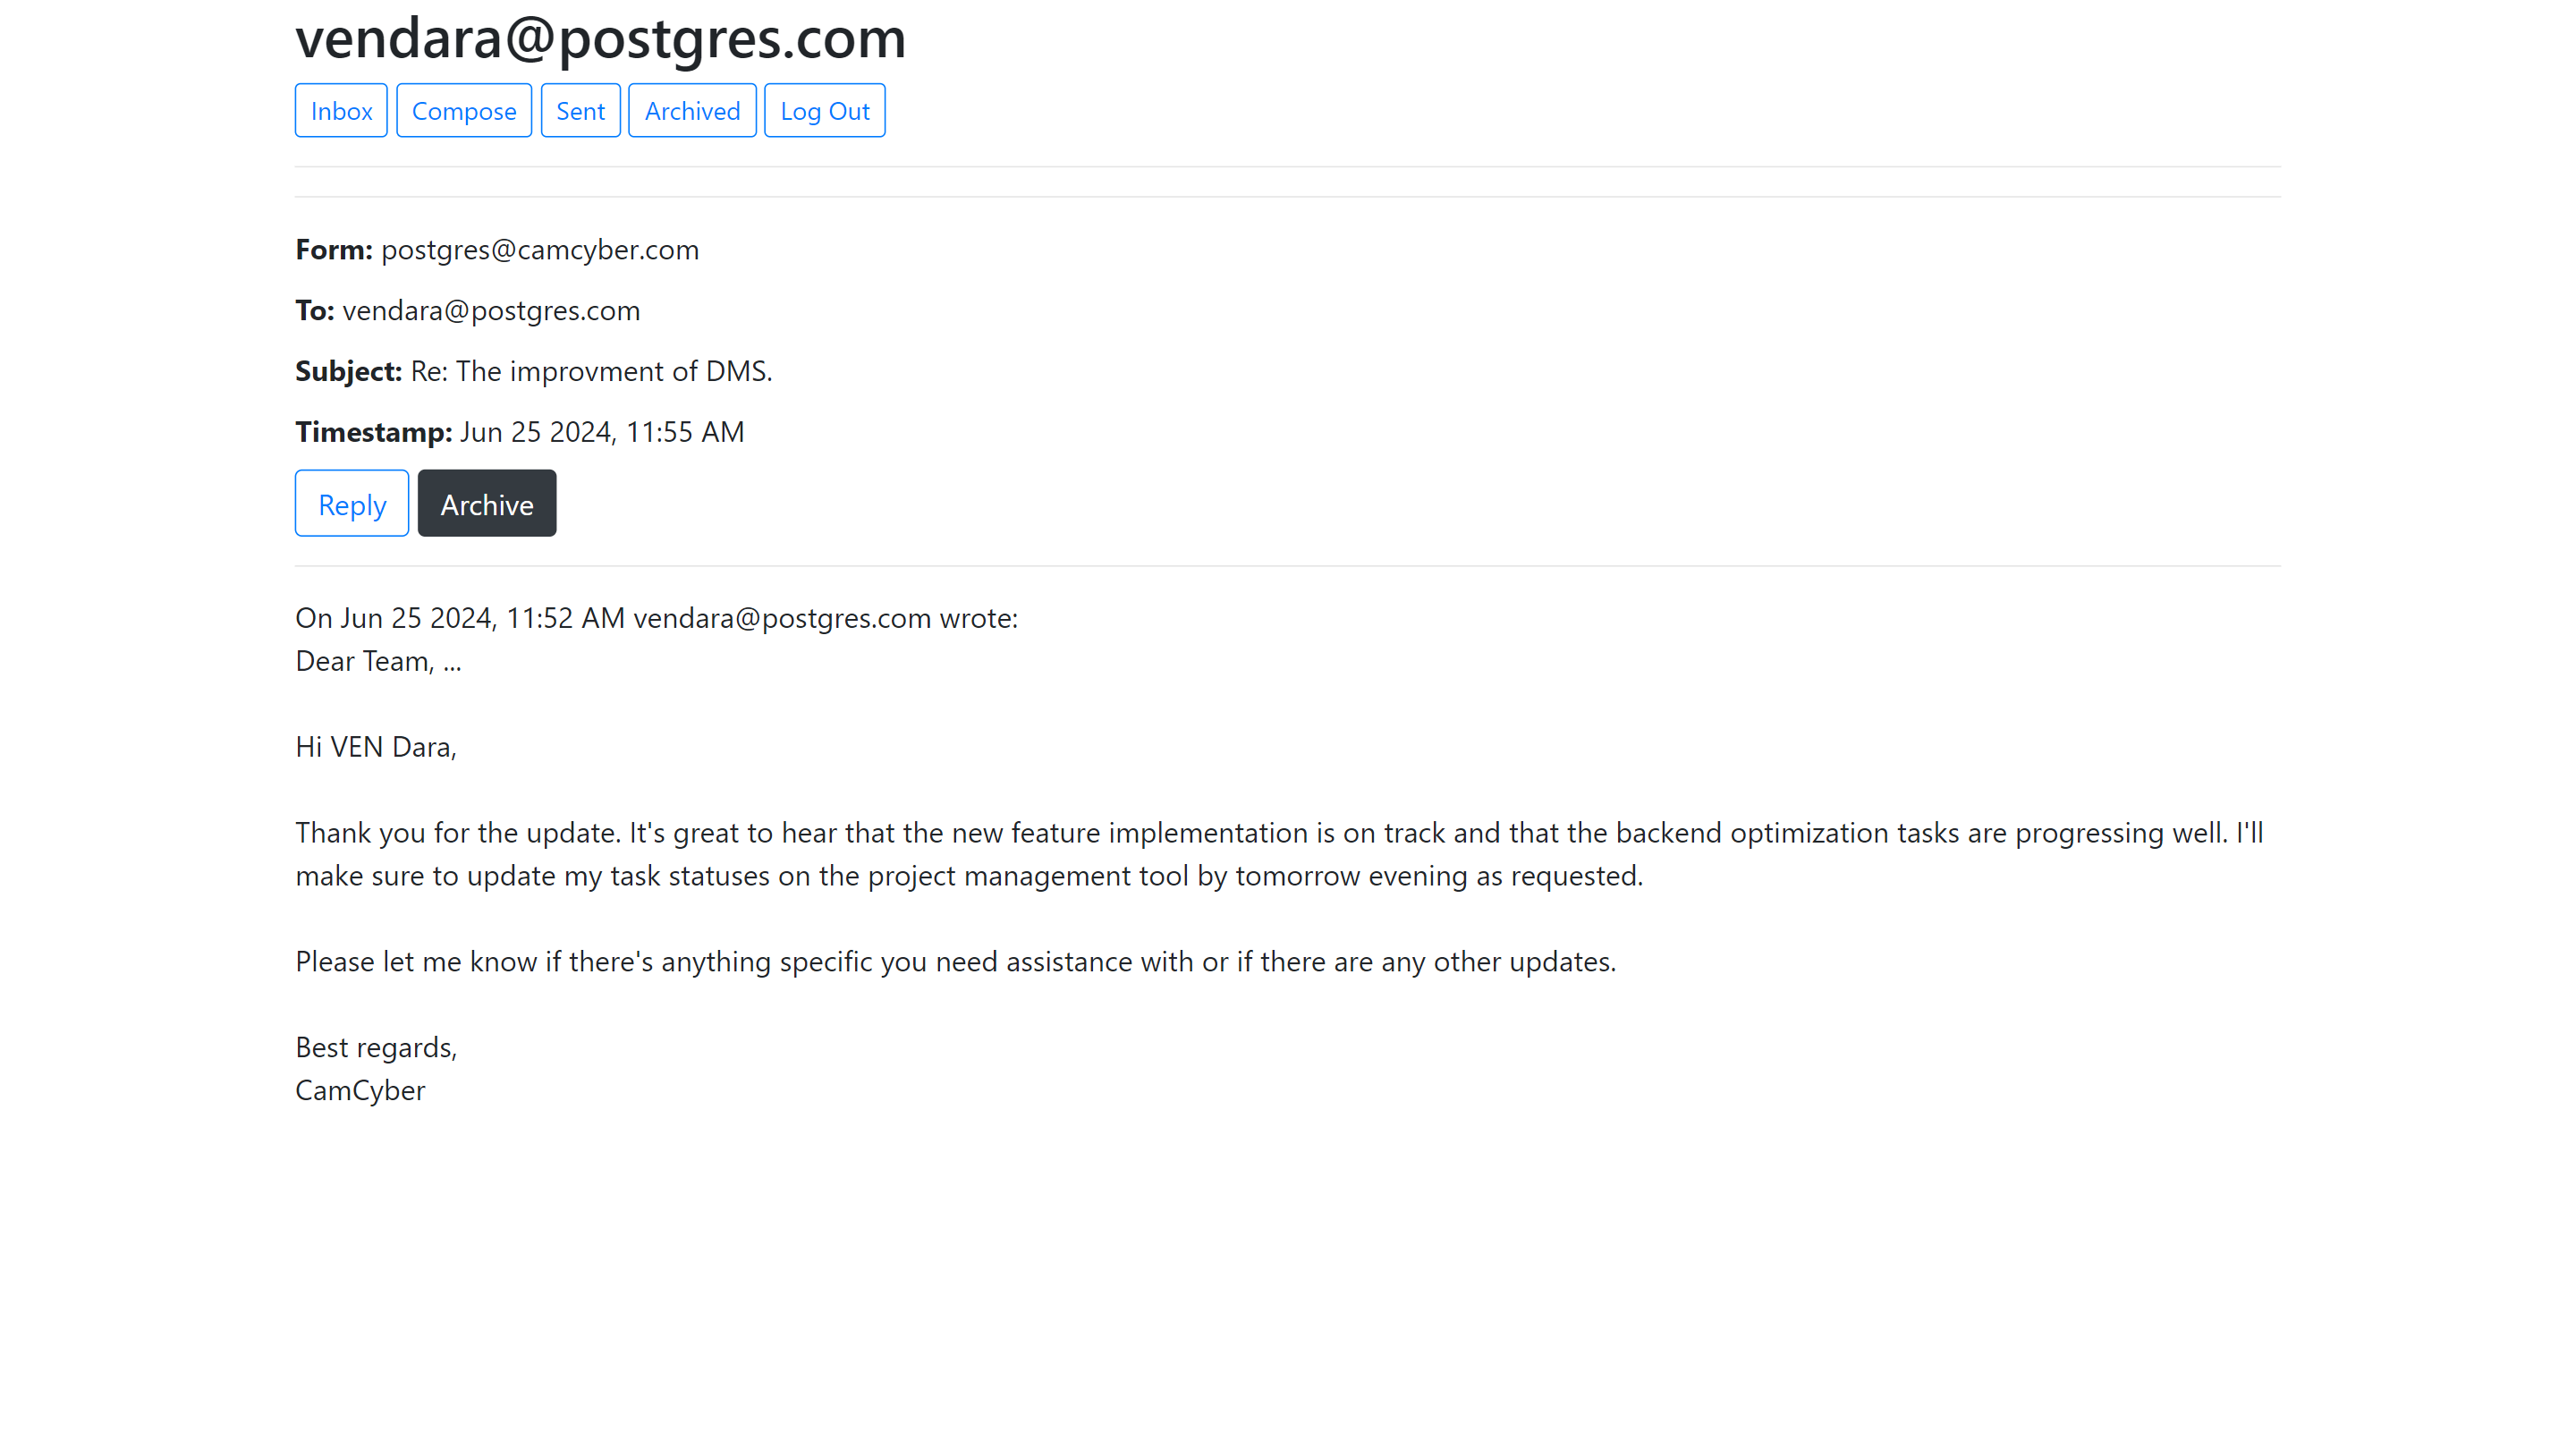 vendara@postgres.com
Inbox Compose Sent Archived Log Out
Form: postgres@camcyber.com
To: vendara@postgres.com
Subject: Re: The improvment of DMS.
Timestamp: Jun 25 2024, 11:55 AM
Reply Archive
On Jun 25 2024, 11:52 AM vendara@postgres.com wrote:
Dear Team, ...
Hi VEN Dara,
Thank you for the update. It's great to hear that the new feature implementation is on track and that the backend optimization tasks are progressing well. I'll
make sure to update my task statuses on the project management tool by tomorrow evening as requested.
Please let me know if there's anything specific you need assistance with or if there are any other updates.
Best regards,
CamCyber